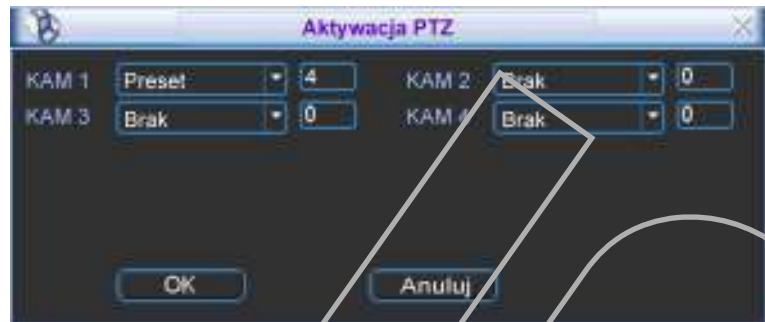 Aktywacja PTZ
KAM 1 Preset 4 KAM 2 Brak 0
KAM 3 Brak 0 KAM 4 Brak 0
OK Anuluj